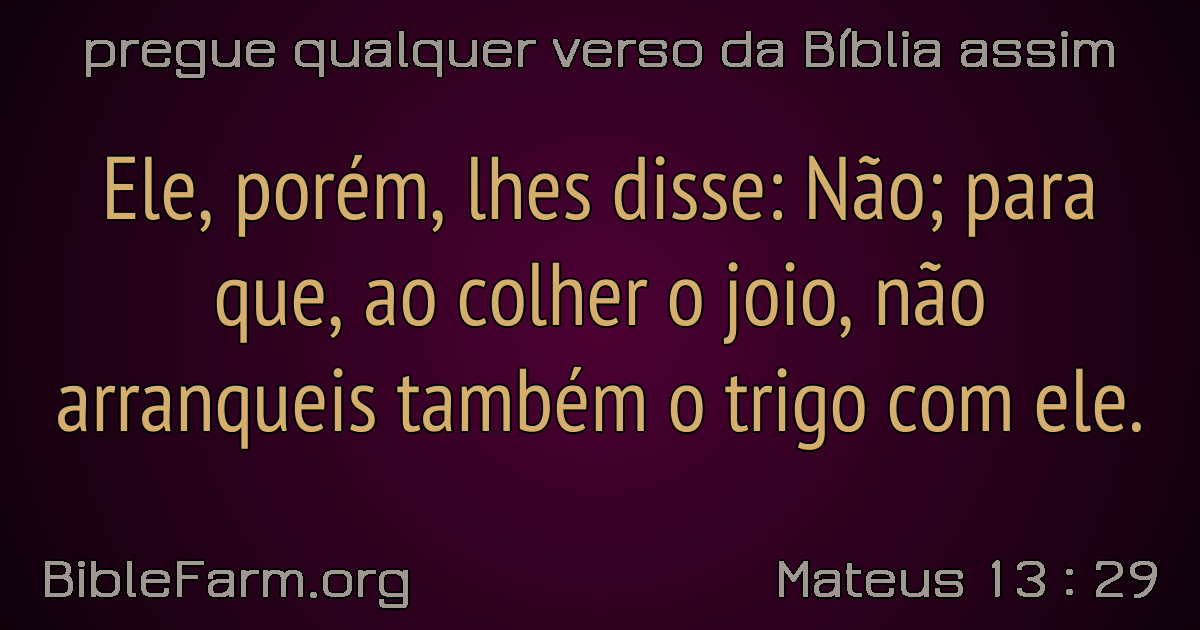 pregue qualquer verso da Bíblia assim
Ele, porém, lhes disse: Não; para
que, ao colher o joio, não
arranqueis também o trigo com ele.
BibleFarm.org
Mateus 13 : 29